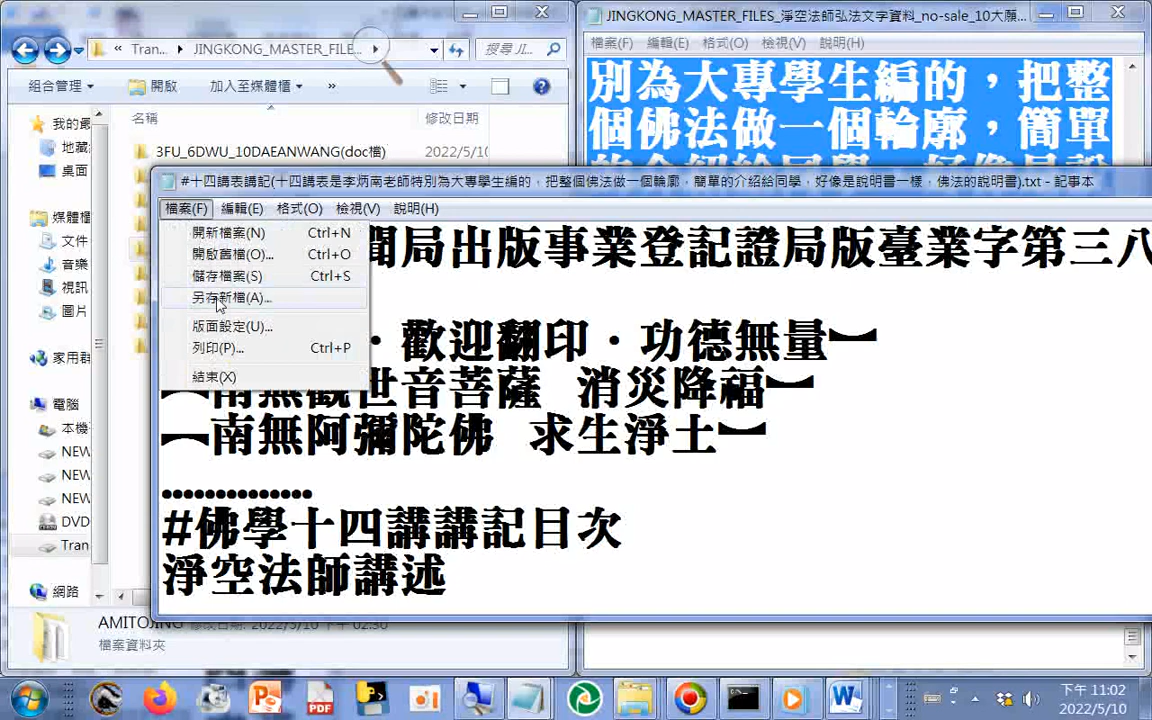 Tran...
JINGKONG_MASTER_FILE...
搜尋 JI...
組合管理
開啟
加入至媒體櫃
»
名稱
修改日期
我的最
地藏
桌面
媒體櫃
文件
音樂
視訊
圖片
家用群
電腦
本機
NEW
NEW
NEW
DVD
Tran
網路
3FU_6DWU_10DAEANWANG(doc檔)
2022/5/10
AMITOJING 修改日期: 2022/5/10 下午 02:30
檔案資料夾
JINGKONG_MASTER_FILES_淨空法師弘法文字資料_no-sale_10大願...
檔案(F) 編輯(E) 格式(O) 檢視(V) 說明(H)
別為大專學生編的，把整
個佛法做一個輪廓，簡單
#十四講表講記(十四講表是李炳南老師特別為大專學生編的，把整個佛法做一個輪廓，簡單的介紹給同學，好像是說明書一樣，佛法的說明書).txt - 記事本
檔案(F) 編輯(E) 格式(O) 檢視(V) 說明(H)
開新檔案(N) Ctrl+N
開啟舊檔(O)... Ctrl+O
儲存檔案(S) Ctrl+S
另存新檔(A)...
版面設定(U)...
列印(P)... Ctrl+P
結束(X)
聞局出版事業登記證局版臺業字第三八
．歡迎翻印．功德無量︼
︻南無觀世音菩薩 消災降福︼
︻南無阿彌陀佛 求生淨土︼
..............
#佛學十四講講記目次
淨空法師講述
下午 11:02
2022/5/10